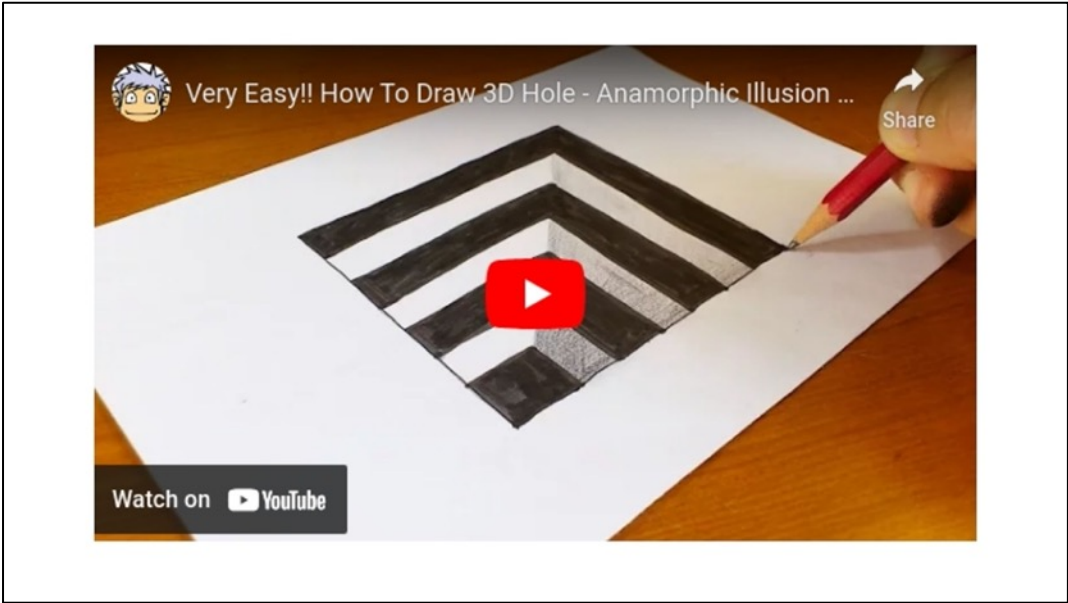 Very Easy!! How To Draw 3D Hole - Anamorphic Illusion ...
Share
Watch on YouTube